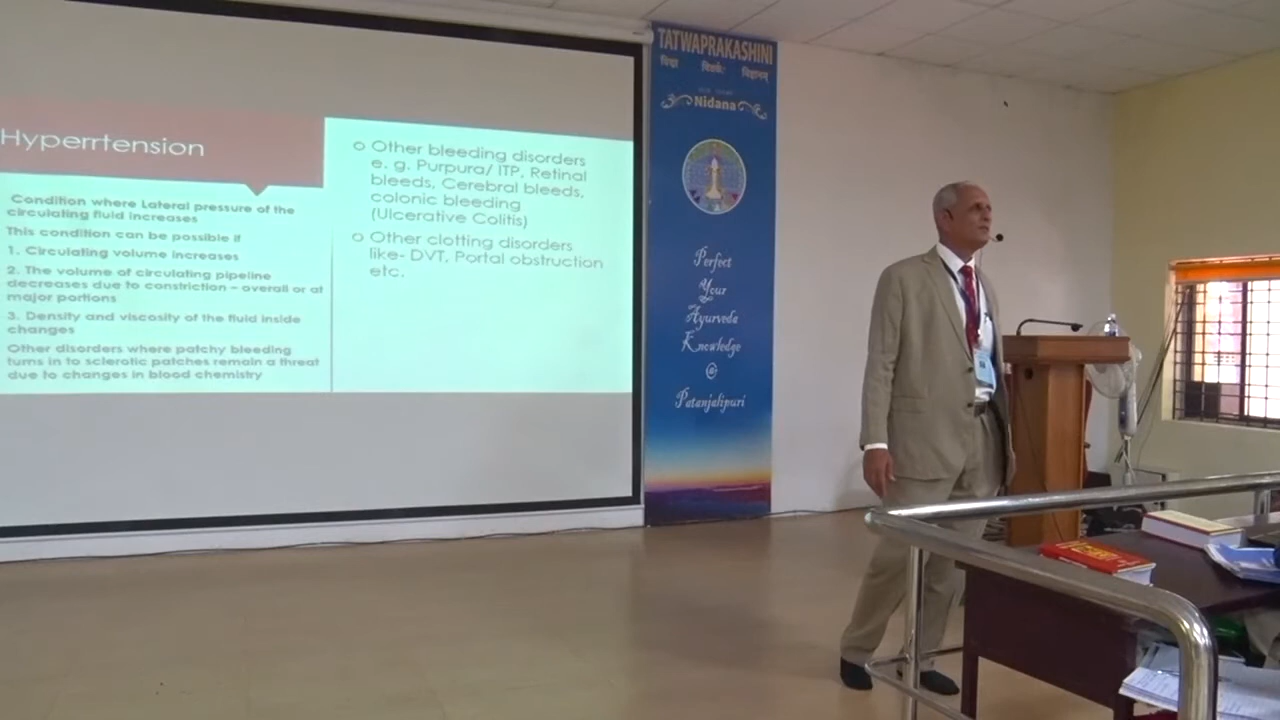 Hyperrtension
Condition where Lateral pressure of the
circulating fluid increases
This condition can be possible if
1. Circulating volume increases
2. The volume of circulating pipeline
decreases due to constriction – overall or at
major portions
3. Density and viscosity of the fluid inside
changes
Other disorders where patchy bleeding
turns in to sclerotic patches remain a threat
due to changes in blood chemistry
Other bleeding disorders
e. g. Purpura/ ITP, Retinal
bleeds, Cerebral bleeds,
colonic bleeding
(Ulcerative Colitis)
Other clotting disorders
like- DVT, Portal obstruction
etc.
TATWAPRAKASHINI
विद्या वितर्कः विज्ञानम्
Nidana
Perfect
Your
Ayurveda
Knowledge
@
Patanjalipuri